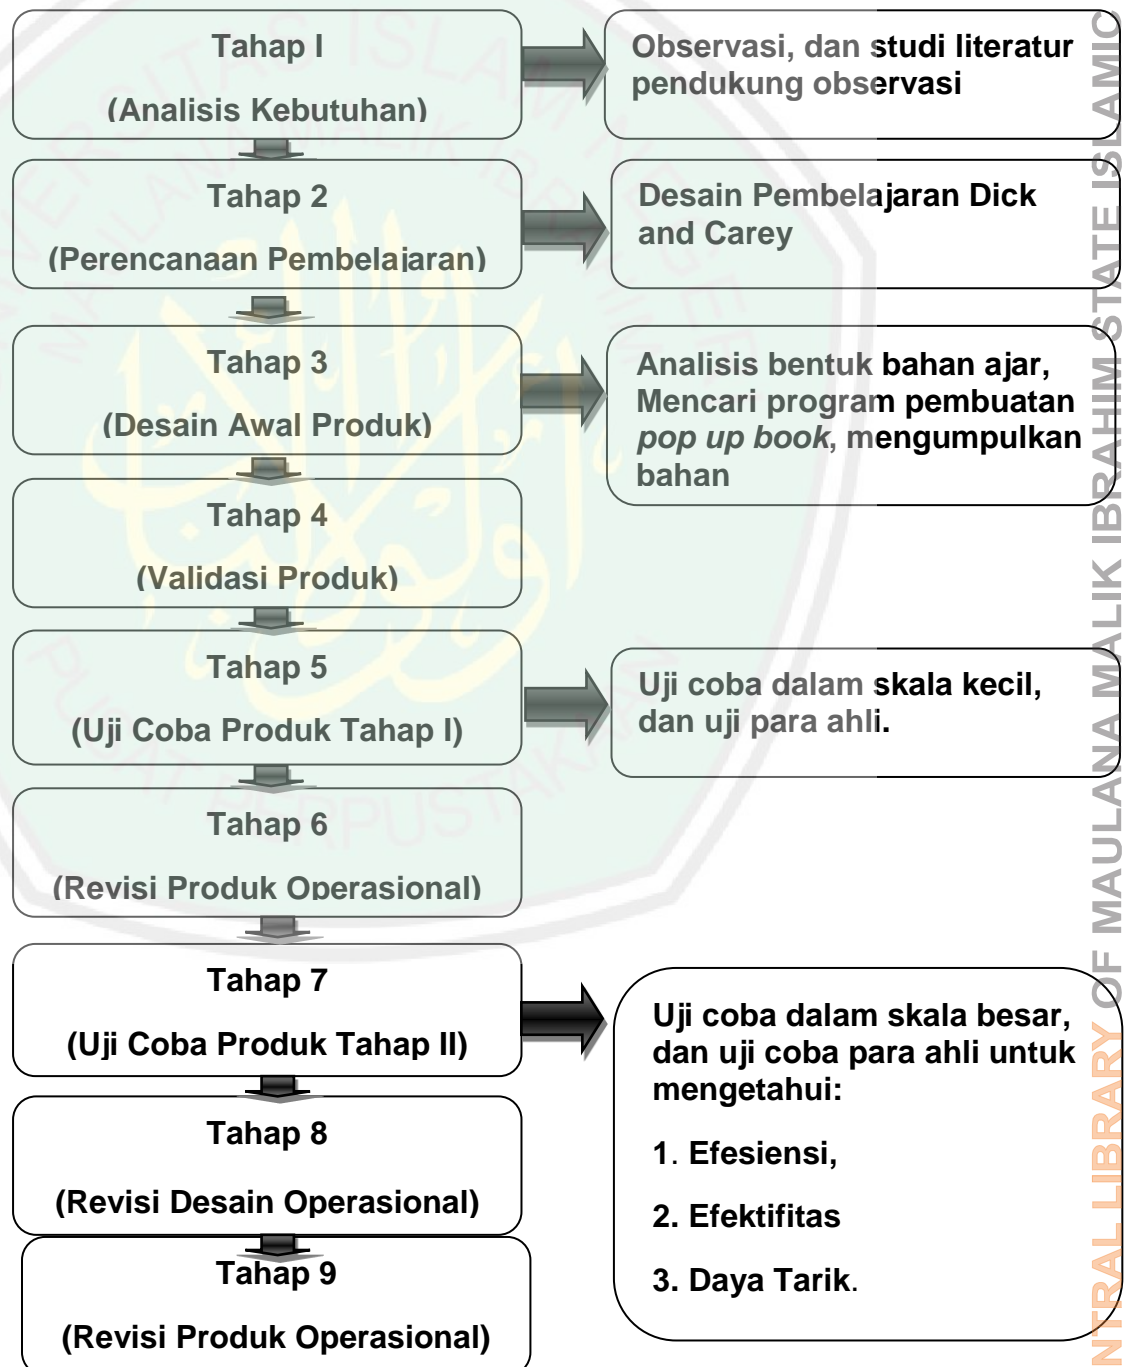 Tahap I
(Analisis Kebutuhan)
Observasi, dan studi literatur
pendukung observasi
Tahap 2
(Perencanaan Pembelajaran)
Desain Pembelajaran Dick
and Carey
Tahap 3
(Desain Awal Produk)
Analisis bentuk bahan ajar,
Mencari program pembuatan
pop up book, mengumpulkan
bahan
Tahap 4
(Validasi Produk)
Tahap 5
(Uji Coba Produk Tahap I)
Uji coba dalam skala kecil,
dan uji para ahli.
Tahap 6
(Revisi Produk Operasional)
Tahap 7
(Uji Coba Produk Tahap II)
Uji coba dalam skala besar,
dan uji coba para ahli untuk
mengetahui:
1. Efesiensi,
2. Efektifitas
3. Daya Tarik.
Tahap 8
(Revisi Desain Operasional)
Tahap 9
(Revisi Produk Operasional)
LIBRARY OF MAULANA MALIK IBRAHIM STATE ISLAMIC
MAULANA MALIK IBRAHIM
PUSAT PERPUSTAKAAN